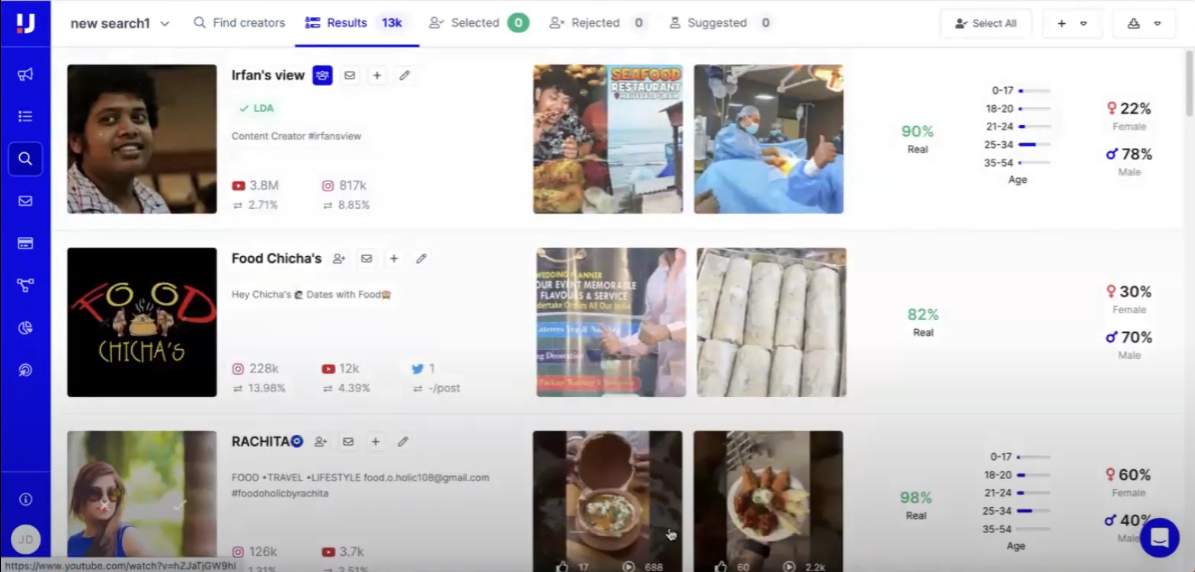 new search1
Find creators
Results 13k
Selected 0
Rejected 0
Suggested 0
Select All
Irfan's view
LDA
Content Creator #irfansview
3.8M
817k
2.71%
8.85%
SEAFOOD
RESTAURANT
90%
Real
0-17
18-20
21-24
25-34
35-54
Age
22%
Female
78%
Male
Food Chicha's
Hey Chicha's Dates with Food
FOOD
CHICHA'S
228k
12k
1
13.98%
4.39%
-/post
WEDDING PLANNER
OUR EVENT MEMORABLE
FLAVOURS & SERVICE
82%
Real
30%
Female
70%
Male
RACHITA
FOOD •TRAVEL •LIFESTYLE food.o.holic108@gmail.com
#foodoholicbyrachita
126k
3.7k
1.31%
2.51%
17
688
60
2.2k
98%
Real
0-17
18-20
21-24
25-34
35-54
Age
60%
Female
40%
Male
JD
https://www.youtube.com/watch?v=hZJaTjGW9hI